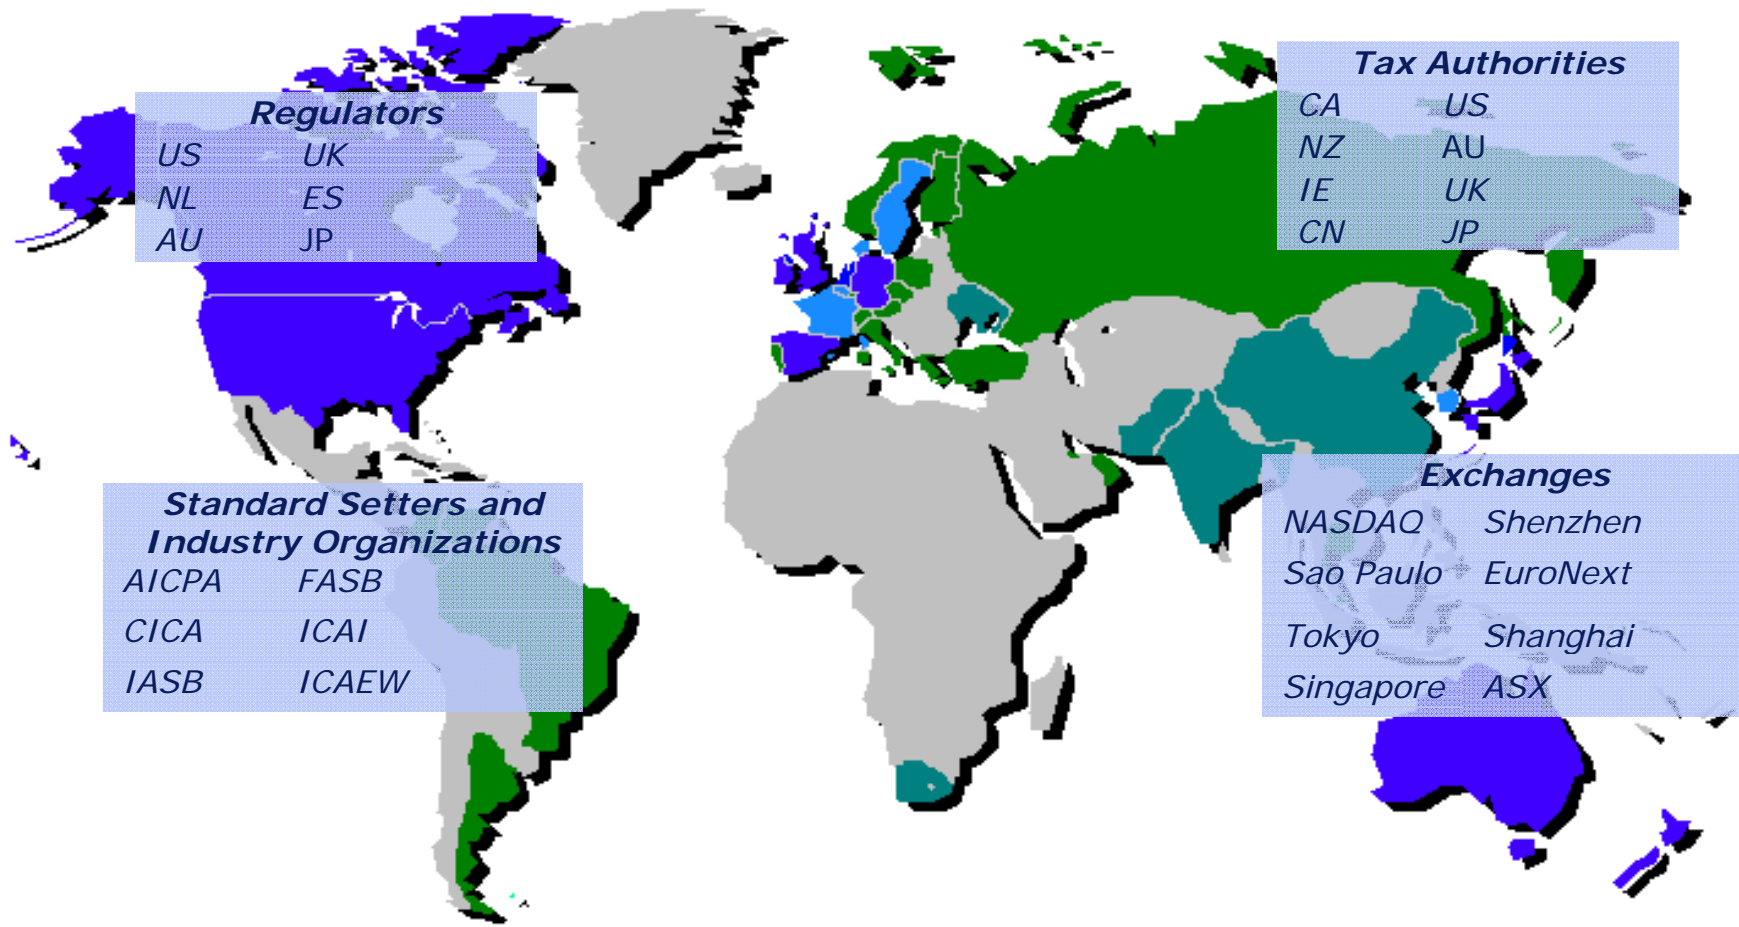 Regulators
US UK
NL ES
AU JP
Tax Authorities
CA US
NZ AU
IE UK
CN JP
Standard Setters and
Industry Organizations
AICPA FASB
CICA ICAI
IASB ICAEW
Exchanges
NASDAQ Shenzhen
Sao Paulo EuroNext
Tokyo Shanghai
Singapore ASX